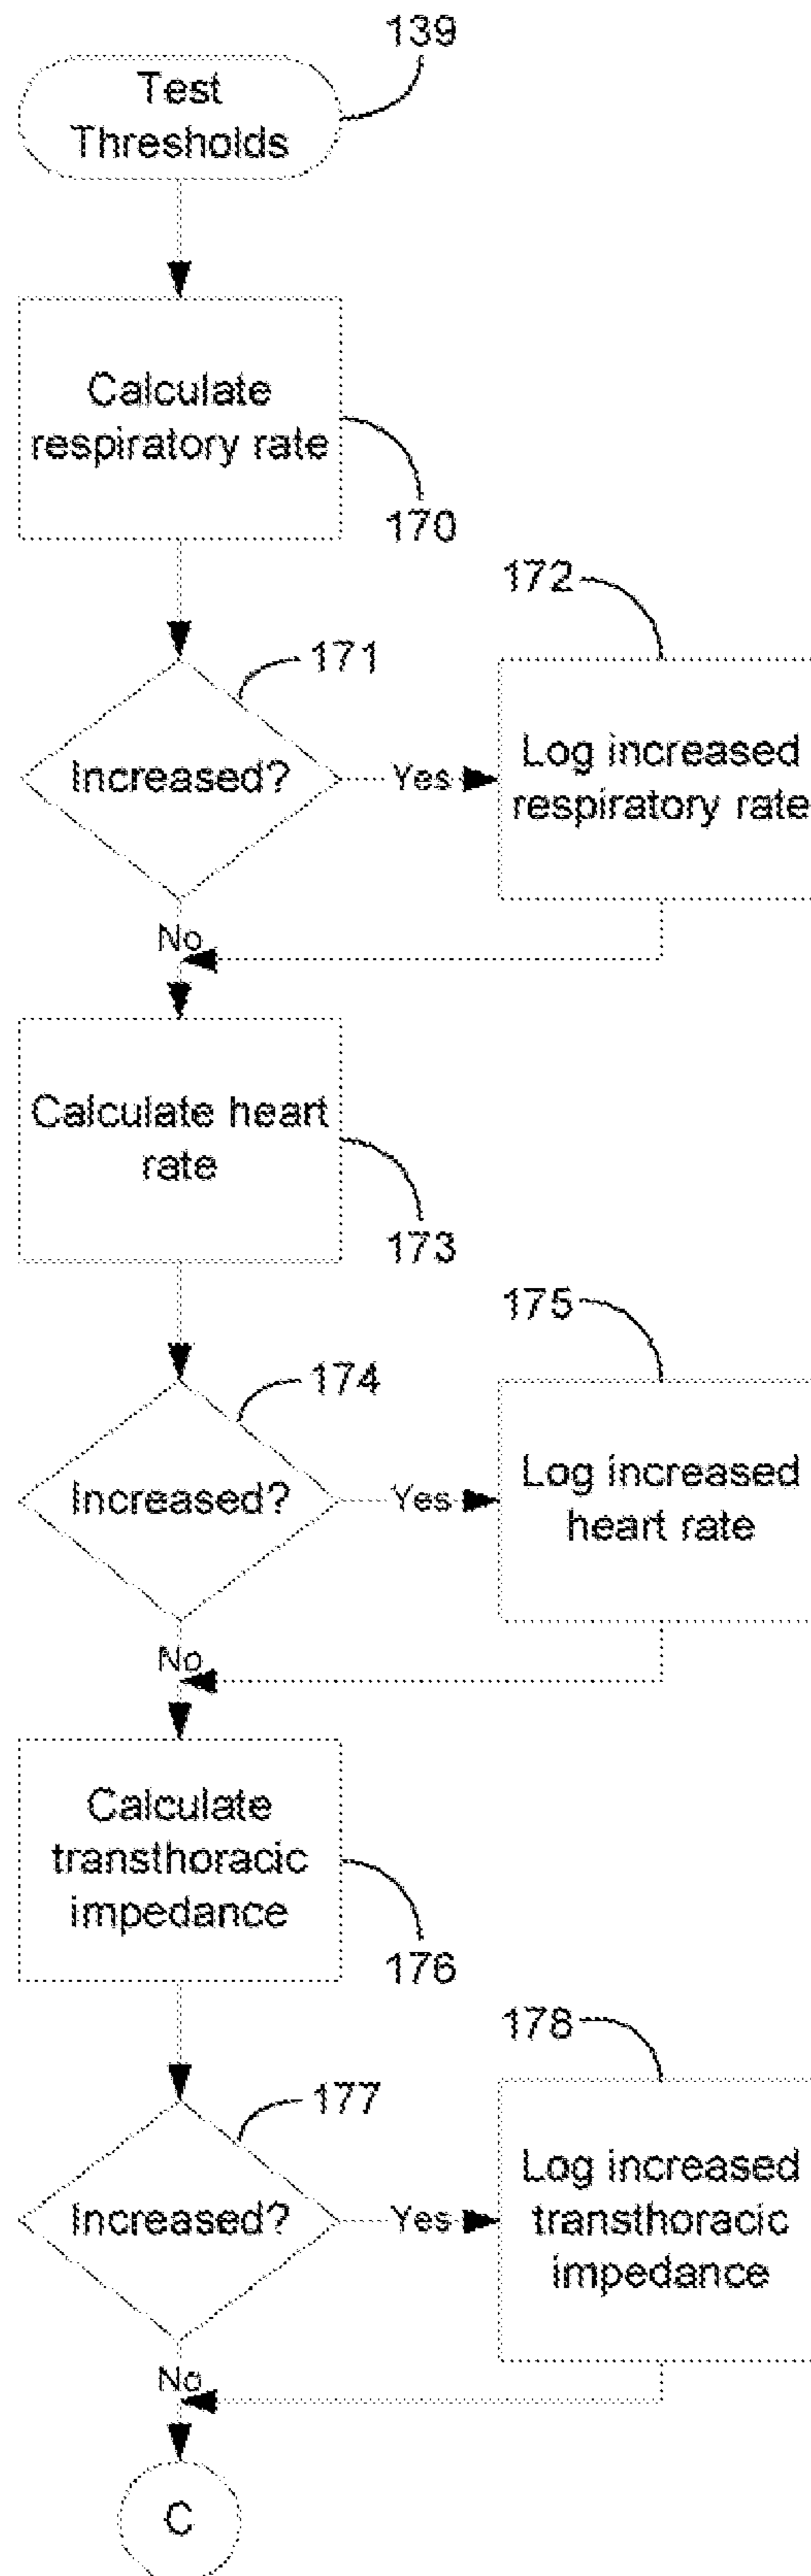 139
Test
Thresholds
Calculate
respiratory rate
170
172
171
Increased?
Yes
Log increased
respiratory rate
No
Calculate heart
rate
173
175
174
Increased?
Yes
Log increased
heart rate
No
Calculate
transthoracic
impedance
176
178
177
Increased?
Yes
Log increased
transthoracic
impedance
No
C